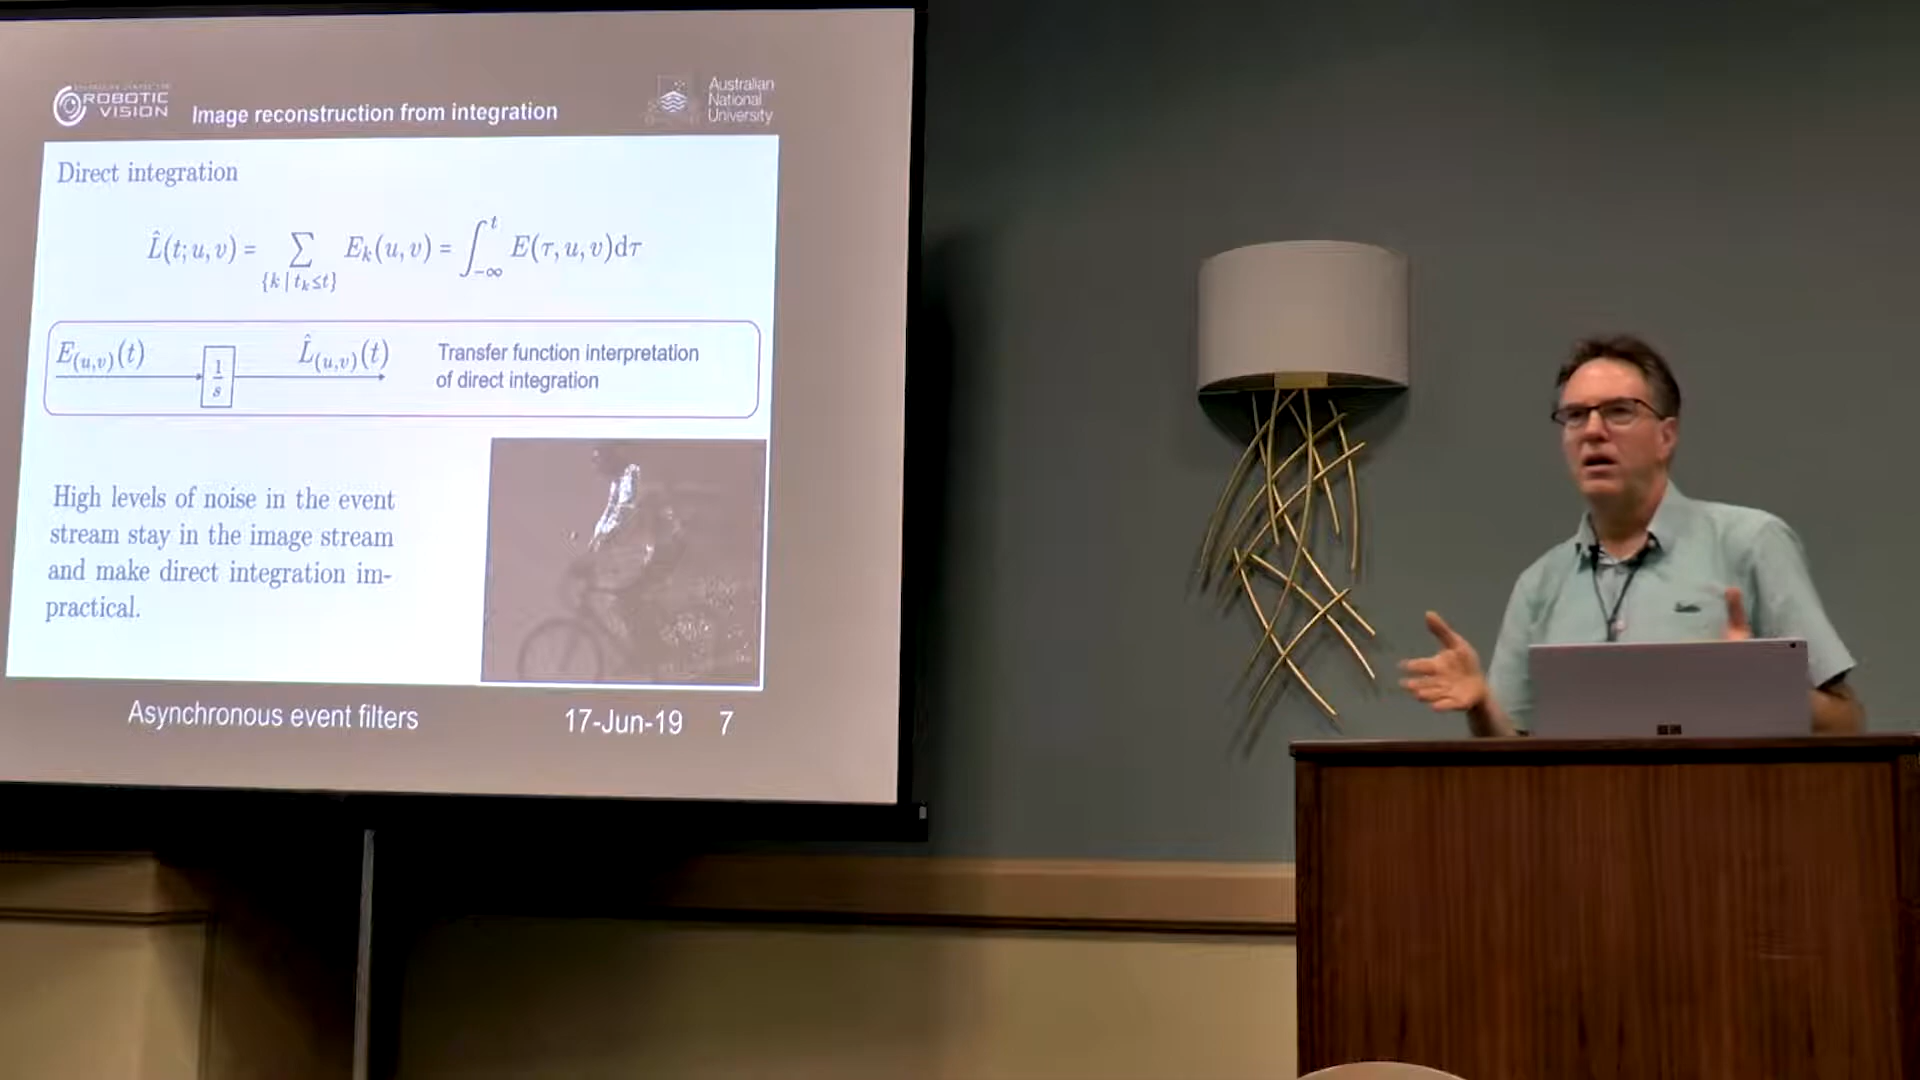 ROBOTIC
VISION
Image reconstruction from integration
Australian
National
University
Direct integration
L̂(t; u, v) = ∑_{k | t_k ≤ t} E_k(u, v) = ∫_{-∞}^{t} E(τ, u, v)dτ
E_(u,v)(t)
1/s
L̂_(u,v)(t)
Transfer function interpretation
of direct integration
High levels of noise in the event
stream stay in the image stream
and make direct integration im-
practical.
Asynchronous event filters
17-Jun-19 7